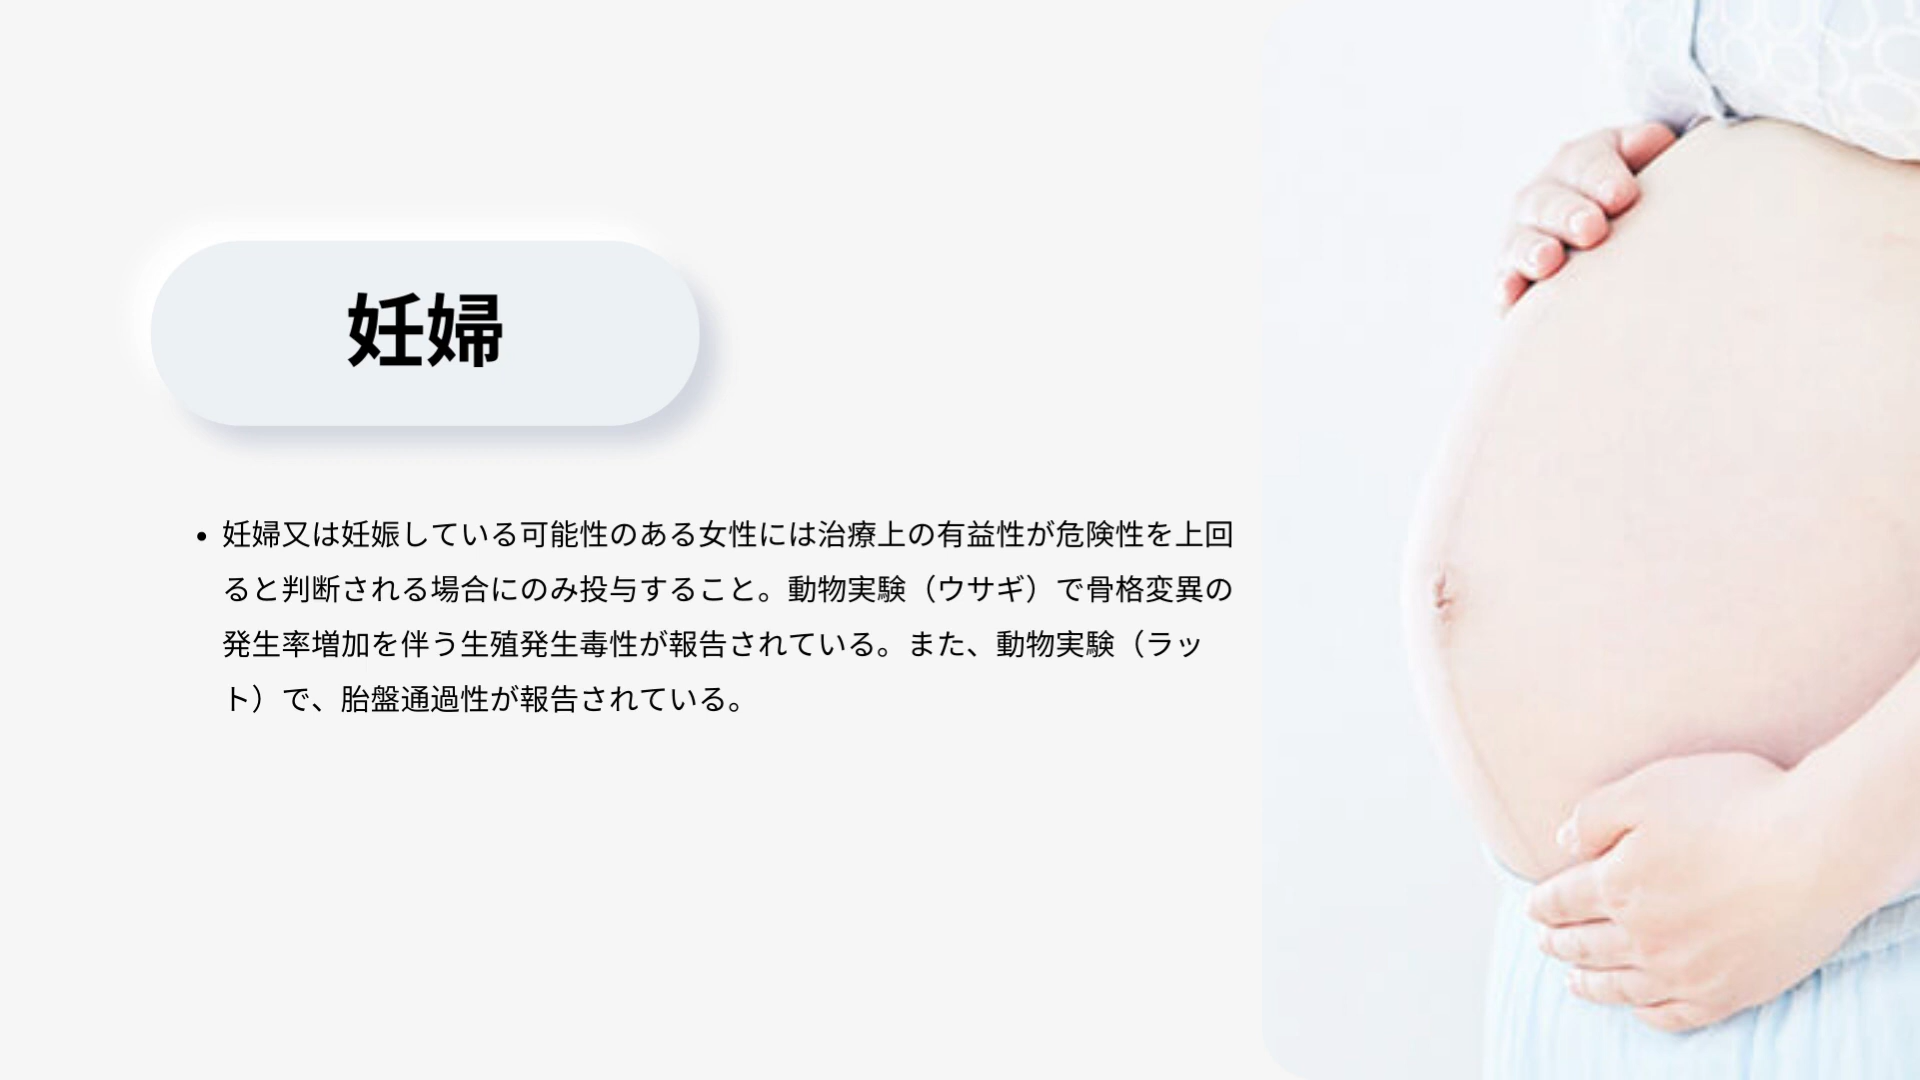 妊婦
• 妊婦又は妊娠している可能性のある女性には治療上の有益性が危険性を上回
ると判断される場合にのみ投与すること。動物実験（ウサギ）で骨格変異の
発生率増加を伴う生殖発生毒性が報告されている。また、動物実験（ラッ
ト）で、胎盤通過性が報告されている。